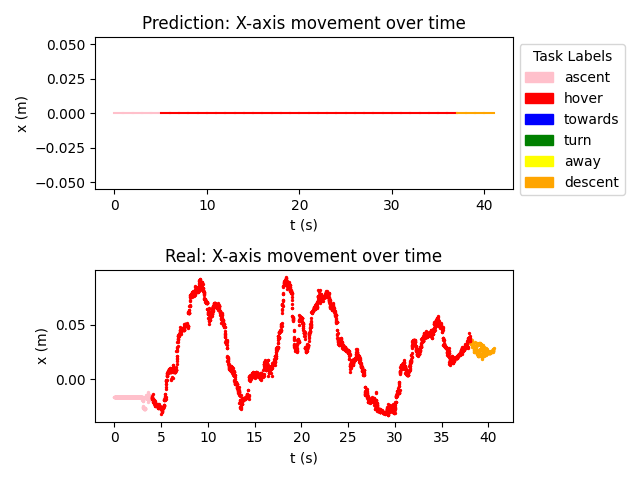 Prediction: X-axis movement over time
0.050
0.025
0.000
−0.025
−0.050
x (m)
0 10 20 30 40
t (s)
Task Labels
ascent
hover
towards
turn
away
descent
Real: X-axis movement over time
0.05
0.00
x (m)
0 5 10 15 20 25 30 35 40
t (s)